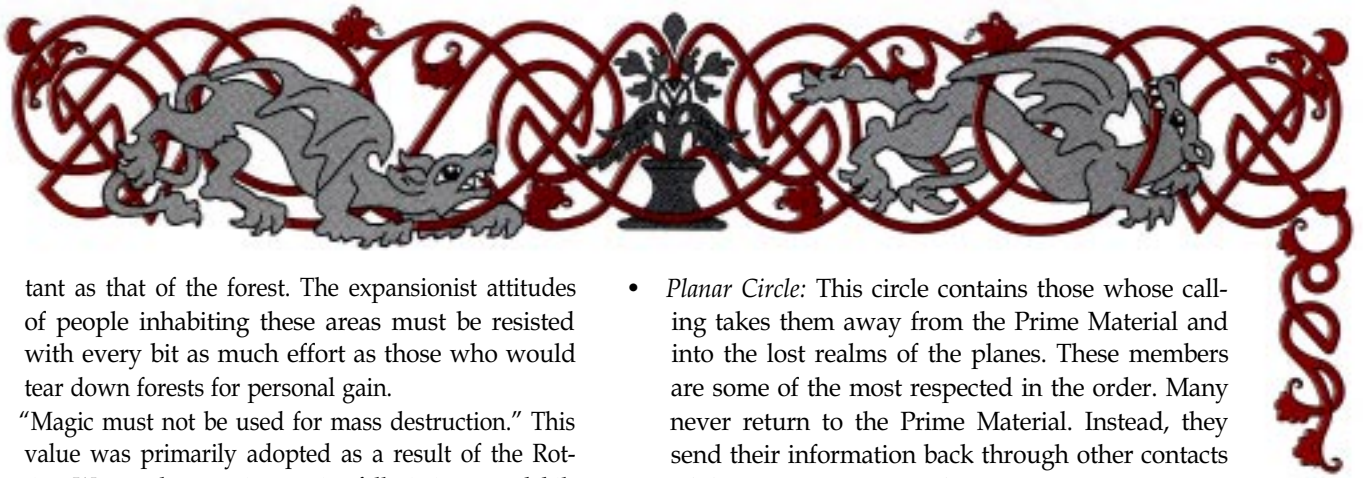 tant as that of the forest. The expansionist attitudes
of people inhabiting these areas must be resisted
with every bit as much effort as those who would
tear down forests for personal gain.
“Magic must not be used for mass destruction.” This
value was primarily adopted as a result of the Rot-
• Planar Circle: This circle contains those whose call-
ing takes them away from the Prime Material and
into the lost realms of the planes. These members
are some of the most respected in the order. Many
never return to the Prime Material. Instead, they
send their information back through other contacts